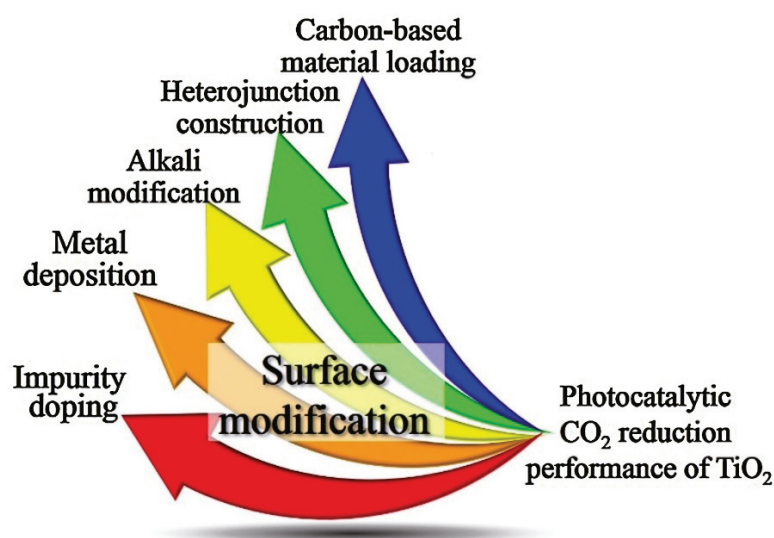 Carbon-based
material loading
Heterojunction
construction
Alkali
modification
Metal
deposition
Impurity
doping
Surface
modification
Photocatalytic
CO₂ reduction
performance of TiO₂